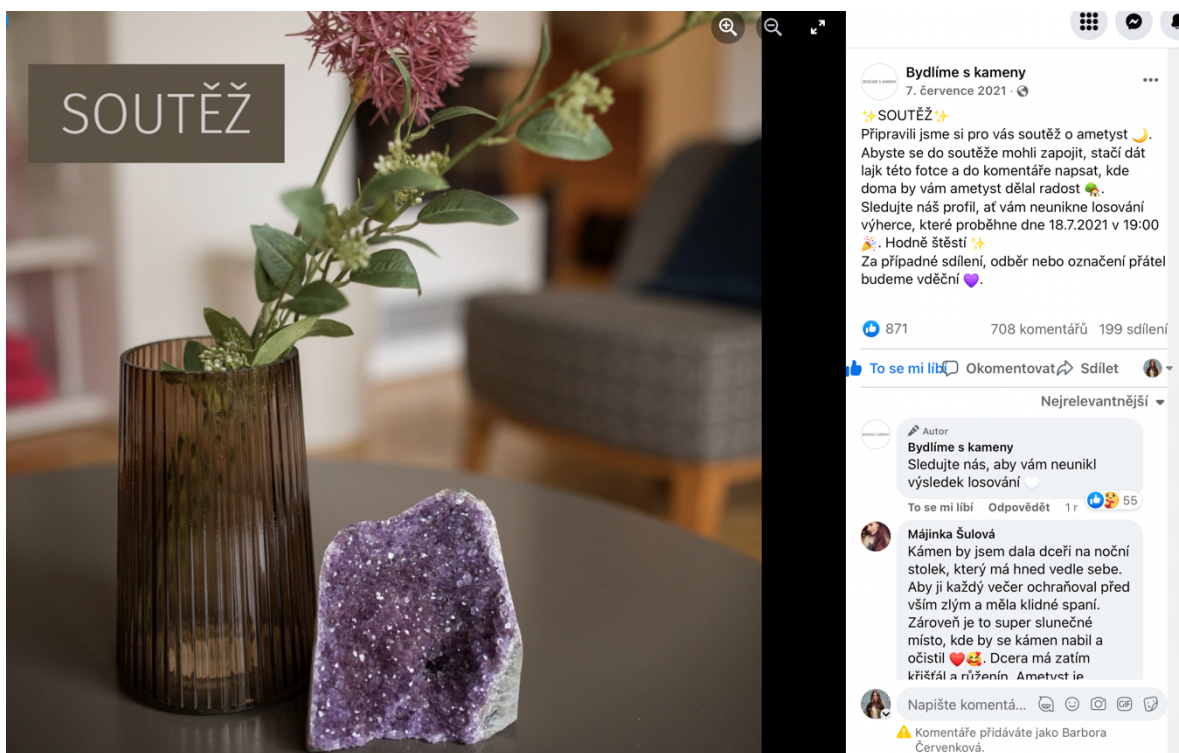 SOUTĚŽ
Bydlíme s kameny
7. července 2021 ·
✨SOUTĚŽ✨
Připravili jsme si pro vás soutěž o ametyst 🌙.
Abyste se do soutěže mohli zapojit, stačí dát
lajk této fotce a do komentáře napsat, kde
doma by vám ametyst dělal radost 🏡.
Sledujte náš profil, ať vám neunikne losování
výherce, které proběhne dne 18.7.2021 v 19:00
🎉. Hodně štěstí ✨
Za případné sdílení, odběr nebo označení přátel
budeme vděční 💜.
871 708 komentářů 199 sdílení
To se mi líbí Okomentovat Sdílet
Nejrelevantnější
Autor
Bydlíme s kameny
Sledujte nás, aby vám neunikl
výsledek losování 🤍
To se mi líbí Odpovědět 1 r 55
Májinka Šulová
Kámen by jsem dala dceři na noční
stolek, který má hned vedle sebe.
Aby ji každý večer ochraňoval před
vším zlým a měla klidné spaní.
Zároveň je to super slunečné
místo, kde by se kámen nabil a
očistil ❤️🥰. Dcera má zatím
křišťál a růženín. Ametyst je
Napište komentá...
GIF
Komentáře přidáváte jako Barbora
Červenková.